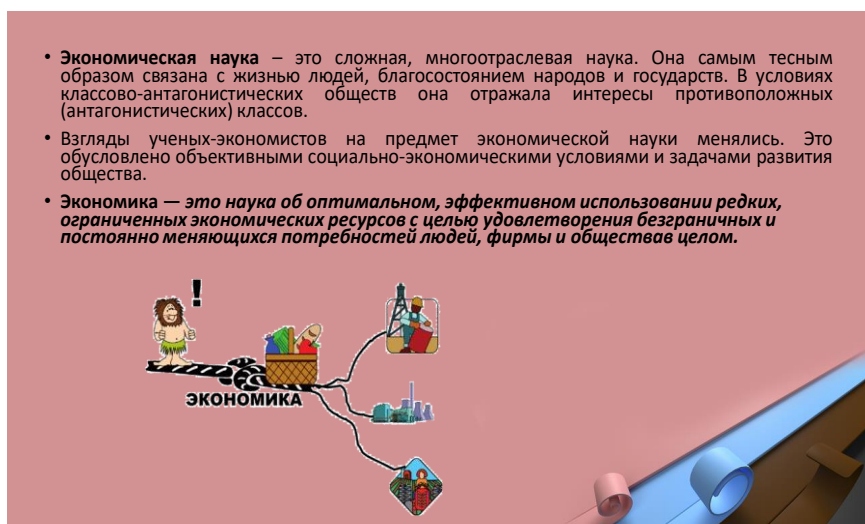 • Экономическая наука – это сложная, многоотраслевая наука. Она самым тесным
образом связана с жизнью людей, благосостоянием народов и государств. В условиях
классово-антагонистических обществ она отражала интересы противоположных
(антагонистических) классов.
• Взгляды ученых-экономистов на предмет экономической науки менялись. Это
обусловлено объективными социально-экономическими условиями и задачами развития
общества.
• Экономика — это наука об оптимальном, эффективном использовании редких,
ограниченных экономических ресурсов с целью удовлетворения безграничных и
постоянно меняющихся потребностей людей, фирмы и обществав целом.
!
ЭКОНОМИКА